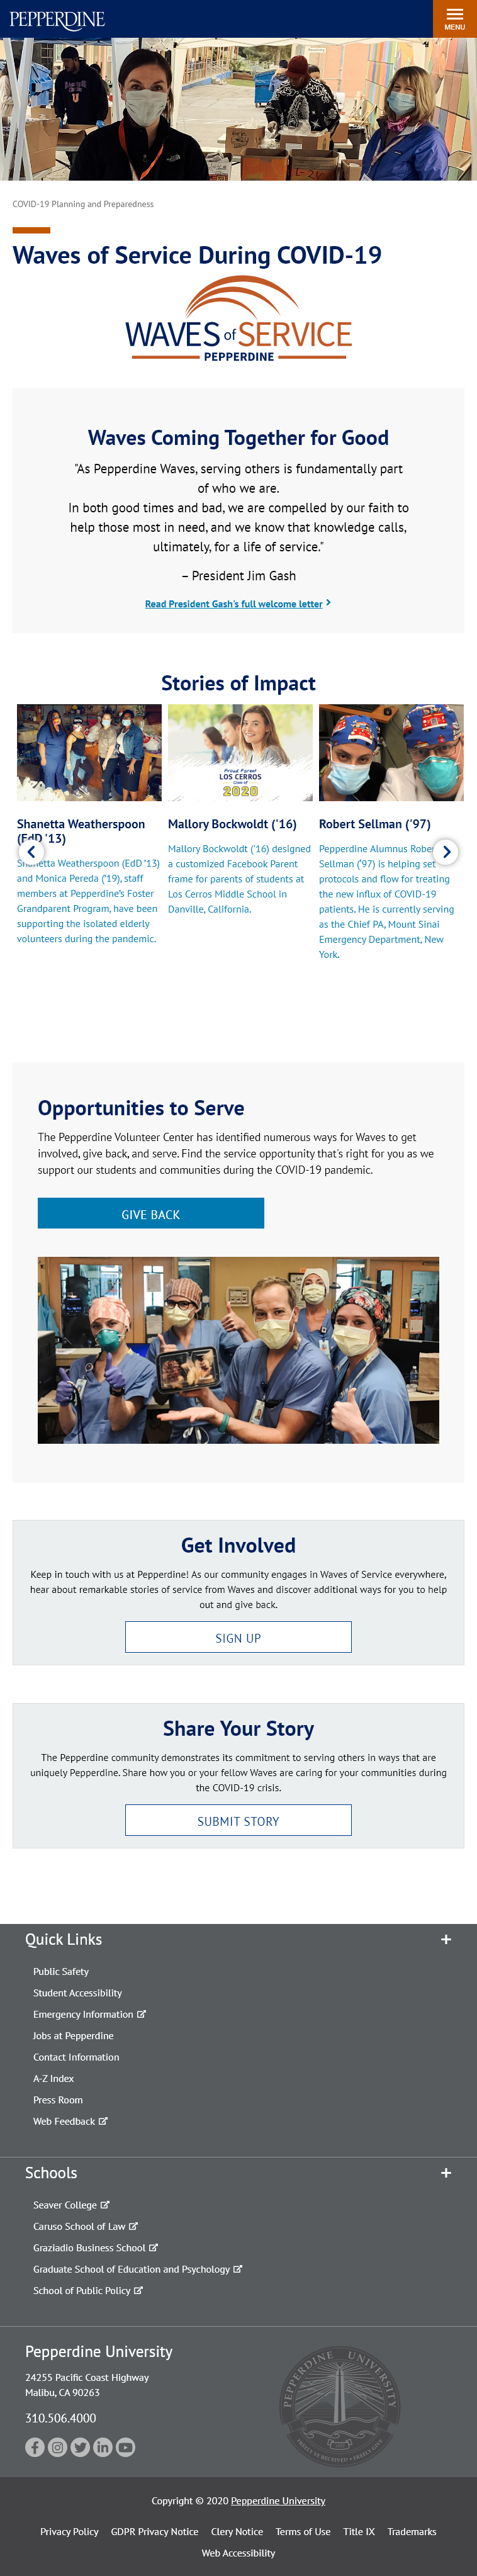 PEPPERDINE
MENU
COVID-19 Planning and Preparedness
Waves of Service During COVID-19
WAVES of SERVICE
PEPPERDINE
Waves Coming Together for Good
"As Pepperdine Waves, serving others is fundamentally part
of who we are.
In both good times and bad, we are compelled by our faith to
help those most in need, and we know that knowledge calls,
ultimately, for a life of service."
– President Jim Gash
Read President Gash's full welcome letter
Stories of Impact
Proud Parent
LOS CERROS
Class of
2020
Shanetta Weatherspoon
(EdD '13)
Shanetta Weatherspoon (EdD '13)
and Monica Pereda ('19), staff
members at Pepperdine's Foster
Grandparent Program, have been
supporting the isolated elderly
volunteers during the pandemic.
Mallory Bockwoldt ('16)
Mallory Bockwoldt ('16) designed
a customized Facebook Parent
frame for parents of students at
Los Cerros Middle School in
Danville, California.
Robert Sellman ('97)
Pepperdine Alumnus Robert
Sellman ('97) is helping set
protocols and flow for treating
the new influx of COVID-19
patients. He is currently serving
as the Chief PA, Mount Sinai
Emergency Department, New
York.
Opportunities to Serve
The Pepperdine Volunteer Center has identified numerous ways for Waves to get
involved, give back, and serve. Find the service opportunity that's right for you as we
support our students and communities during the COVID-19 pandemic.
GIVE BACK
Get Involved
Keep in touch with us at Pepperdine! As our community engages in Waves of Service everywhere,
hear about remarkable stories of service from Waves and discover additional ways for you to help
out and give back.
SIGN UP
Share Your Story
The Pepperdine community demonstrates its commitment to serving others in ways that are
uniquely Pepperdine. Share how you or your fellow Waves are caring for your communities during
the COVID-19 crisis.
SUBMIT STORY
Quick Links
Public Safety
Student Accessibility
Emergency Information
Jobs at Pepperdine
Contact Information
A-Z Index
Press Room
Web Feedback
Schools
Seaver College
Caruso School of Law
Graziadio Business School
Graduate School of Education and Psychology
School of Public Policy
Pepperdine University
24255 Pacific Coast Highway
Malibu, CA 90263
310.506.4000
PEPPERDINE UNIVERSITY
FREELY YE RECEIVED • FREELY GIVE
Copyright © 2020 Pepperdine University
Privacy Policy GDPR Privacy Notice Clery Notice Terms of Use Title IX Trademarks
Web Accessibility